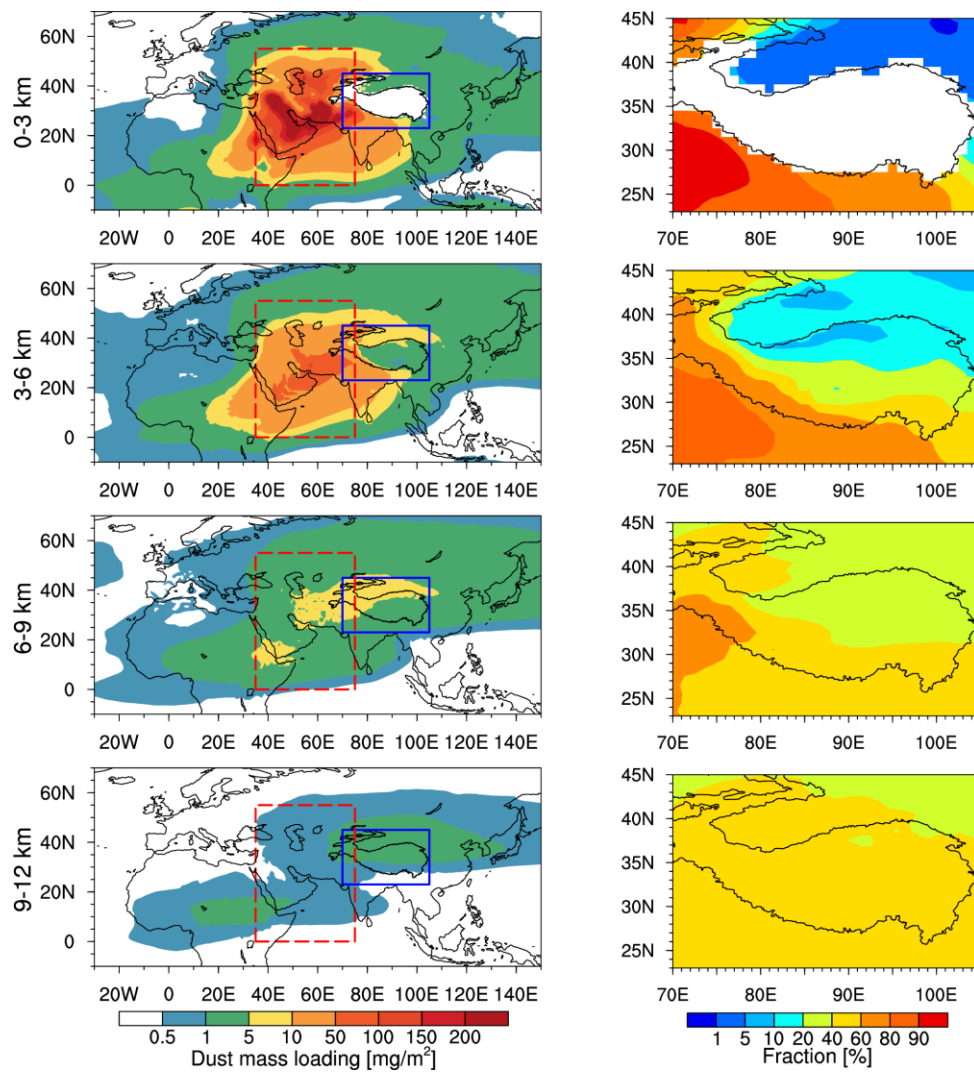 0-3 km
60N
40N
20N
0
20W 0 20E 40E 60E 80E 100E 120E 140E
45N
40N
35N
30N
25N
70E 80E 90E 100E
3-6 km
60N
40N
20N
0
20W 0 20E 40E 60E 80E 100E 120E 140E
45N
40N
35N
30N
25N
70E 80E 90E 100E
6-9 km
60N
40N
20N
0
20W 0 20E 40E 60E 80E 100E 120E 140E
45N
40N
35N
30N
25N
70E 80E 90E 100E
9-12 km
60N
40N
20N
0
20W 0 20E 40E 60E 80E 100E 120E 140E
45N
40N
35N
30N
25N
70E 80E 90E 100E
0.5 1 5 10 50 100 150 200
Dust mass loading [mg/m²]
1 5 10 20 40 60 80 90
Fraction [%]